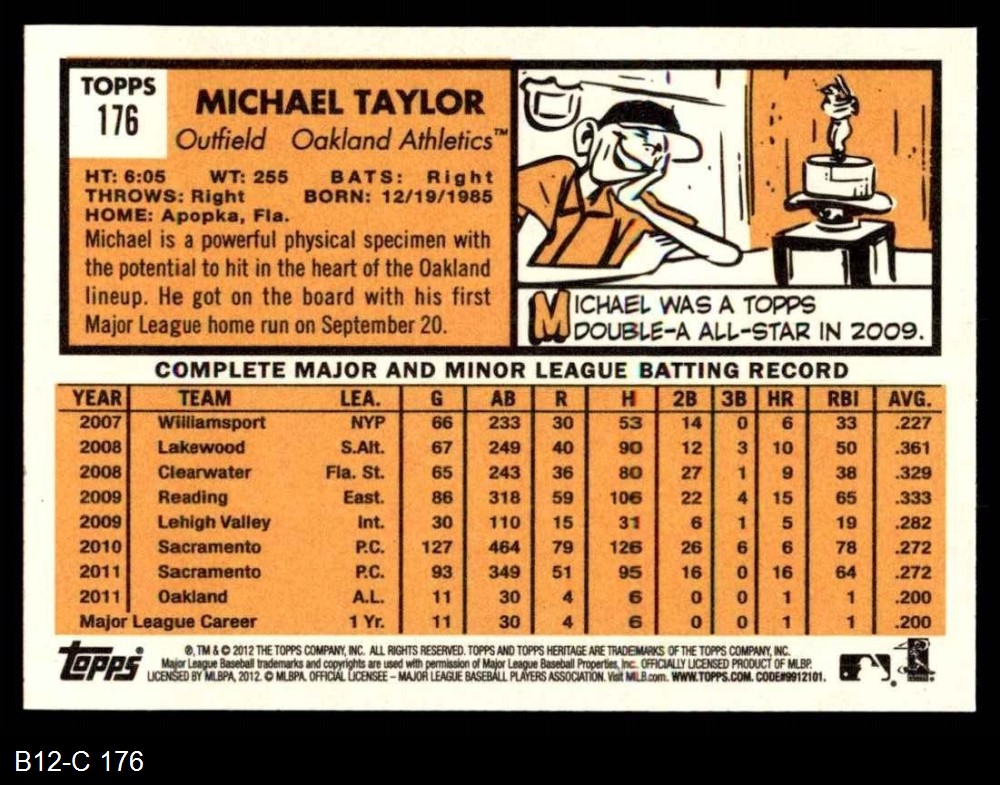 TOPPS
176
MICHAEL TAYLOR
Outfield Oakland Athletics™
HT: 6:05 WT: 255 BATS: Right
THROWS: Right BORN: 12/19/1985
HOME: Apopka, Fla.
Michael is a powerful physical specimen with
the potential to hit in the heart of the Oakland
lineup. He got on the board with his first
Major League home run on September 20.
MICHAEL WAS A TOPPS
DOUBLE-A ALL-STAR IN 2009.
COMPLETE MAJOR AND MINOR LEAGUE BATTING RECORD
YEAR TEAM LEA. G AB R H 2B 3B HR RBI AVG.
2007 Williamsport NYP 66 233 30 53 14 0 6 33 .227
2008 Lakewood S.Alt. 67 249 40 90 12 3 10 50 .361
2008 Clearwater Fla. St. 65 243 36 80 27 1 9 38 .329
2009 Reading East. 86 318 59 106 22 4 15 65 .333
2009 Lehigh Valley Int. 30 110 15 31 6 1 5 19 .282
2010 Sacramento P.C. 127 464 79 126 26 6 6 78 .272
2011 Sacramento P.C. 93 349 51 95 16 0 16 64 .272
2011 Oakland A.L. 11 30 4 6 0 0 1 1 .200
Major League Career 1 Yr. 11 30 4 6 0 0 1 1 .200
topps
®, TM & © 2012 THE TOPPS COMPANY, INC. ALL RIGHTS RESERVED. TOPPS AND TOPPS HERITAGE ARE TRADEMARKS OF THE TOPPS COMPANY, INC.
Major League Baseball trademarks and copyrights are used with permission of Major League Baseball Properties, Inc. OFFICIALLY LICENSED PRODUCT OF MLBP.
LICENSED BY MLBPA, 2012. © MLBPA. OFFICIAL LICENSEE – MAJOR LEAGUE BASEBALL PLAYERS ASSOCIATION. Visit MLB.com. WWW.TOPPS.COM. CODE#9912101.
B12-C 176